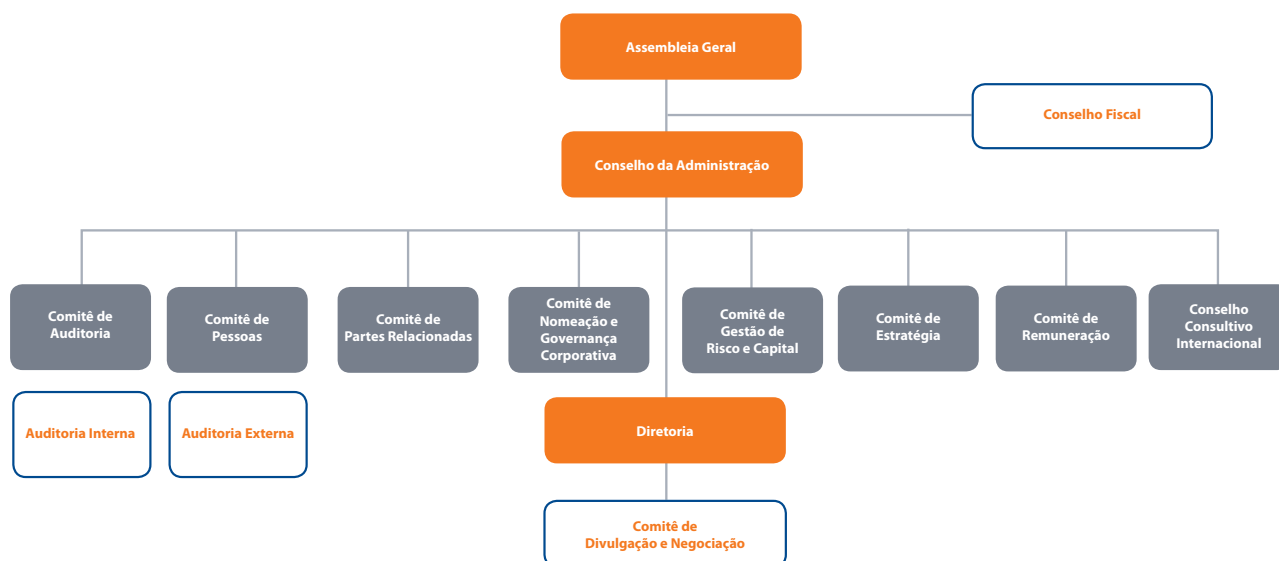 Assembleia Geral
Conselho Fiscal
Conselho da Administração
Comitê de
Auditoria
Comitê de
Pessoas
Comitê de
Partes Relacionadas
Comitê de
Nomeação e
Governança
Corporativa
Comitê de
Gestão de
Risco e Capital
Comitê de
Estratégia
Comitê de
Remuneração
Conselho
Consultivo
Internacional
Auditoria Interna
Auditoria Externa
Diretoria
Comitê de
Divulgação e Negociação